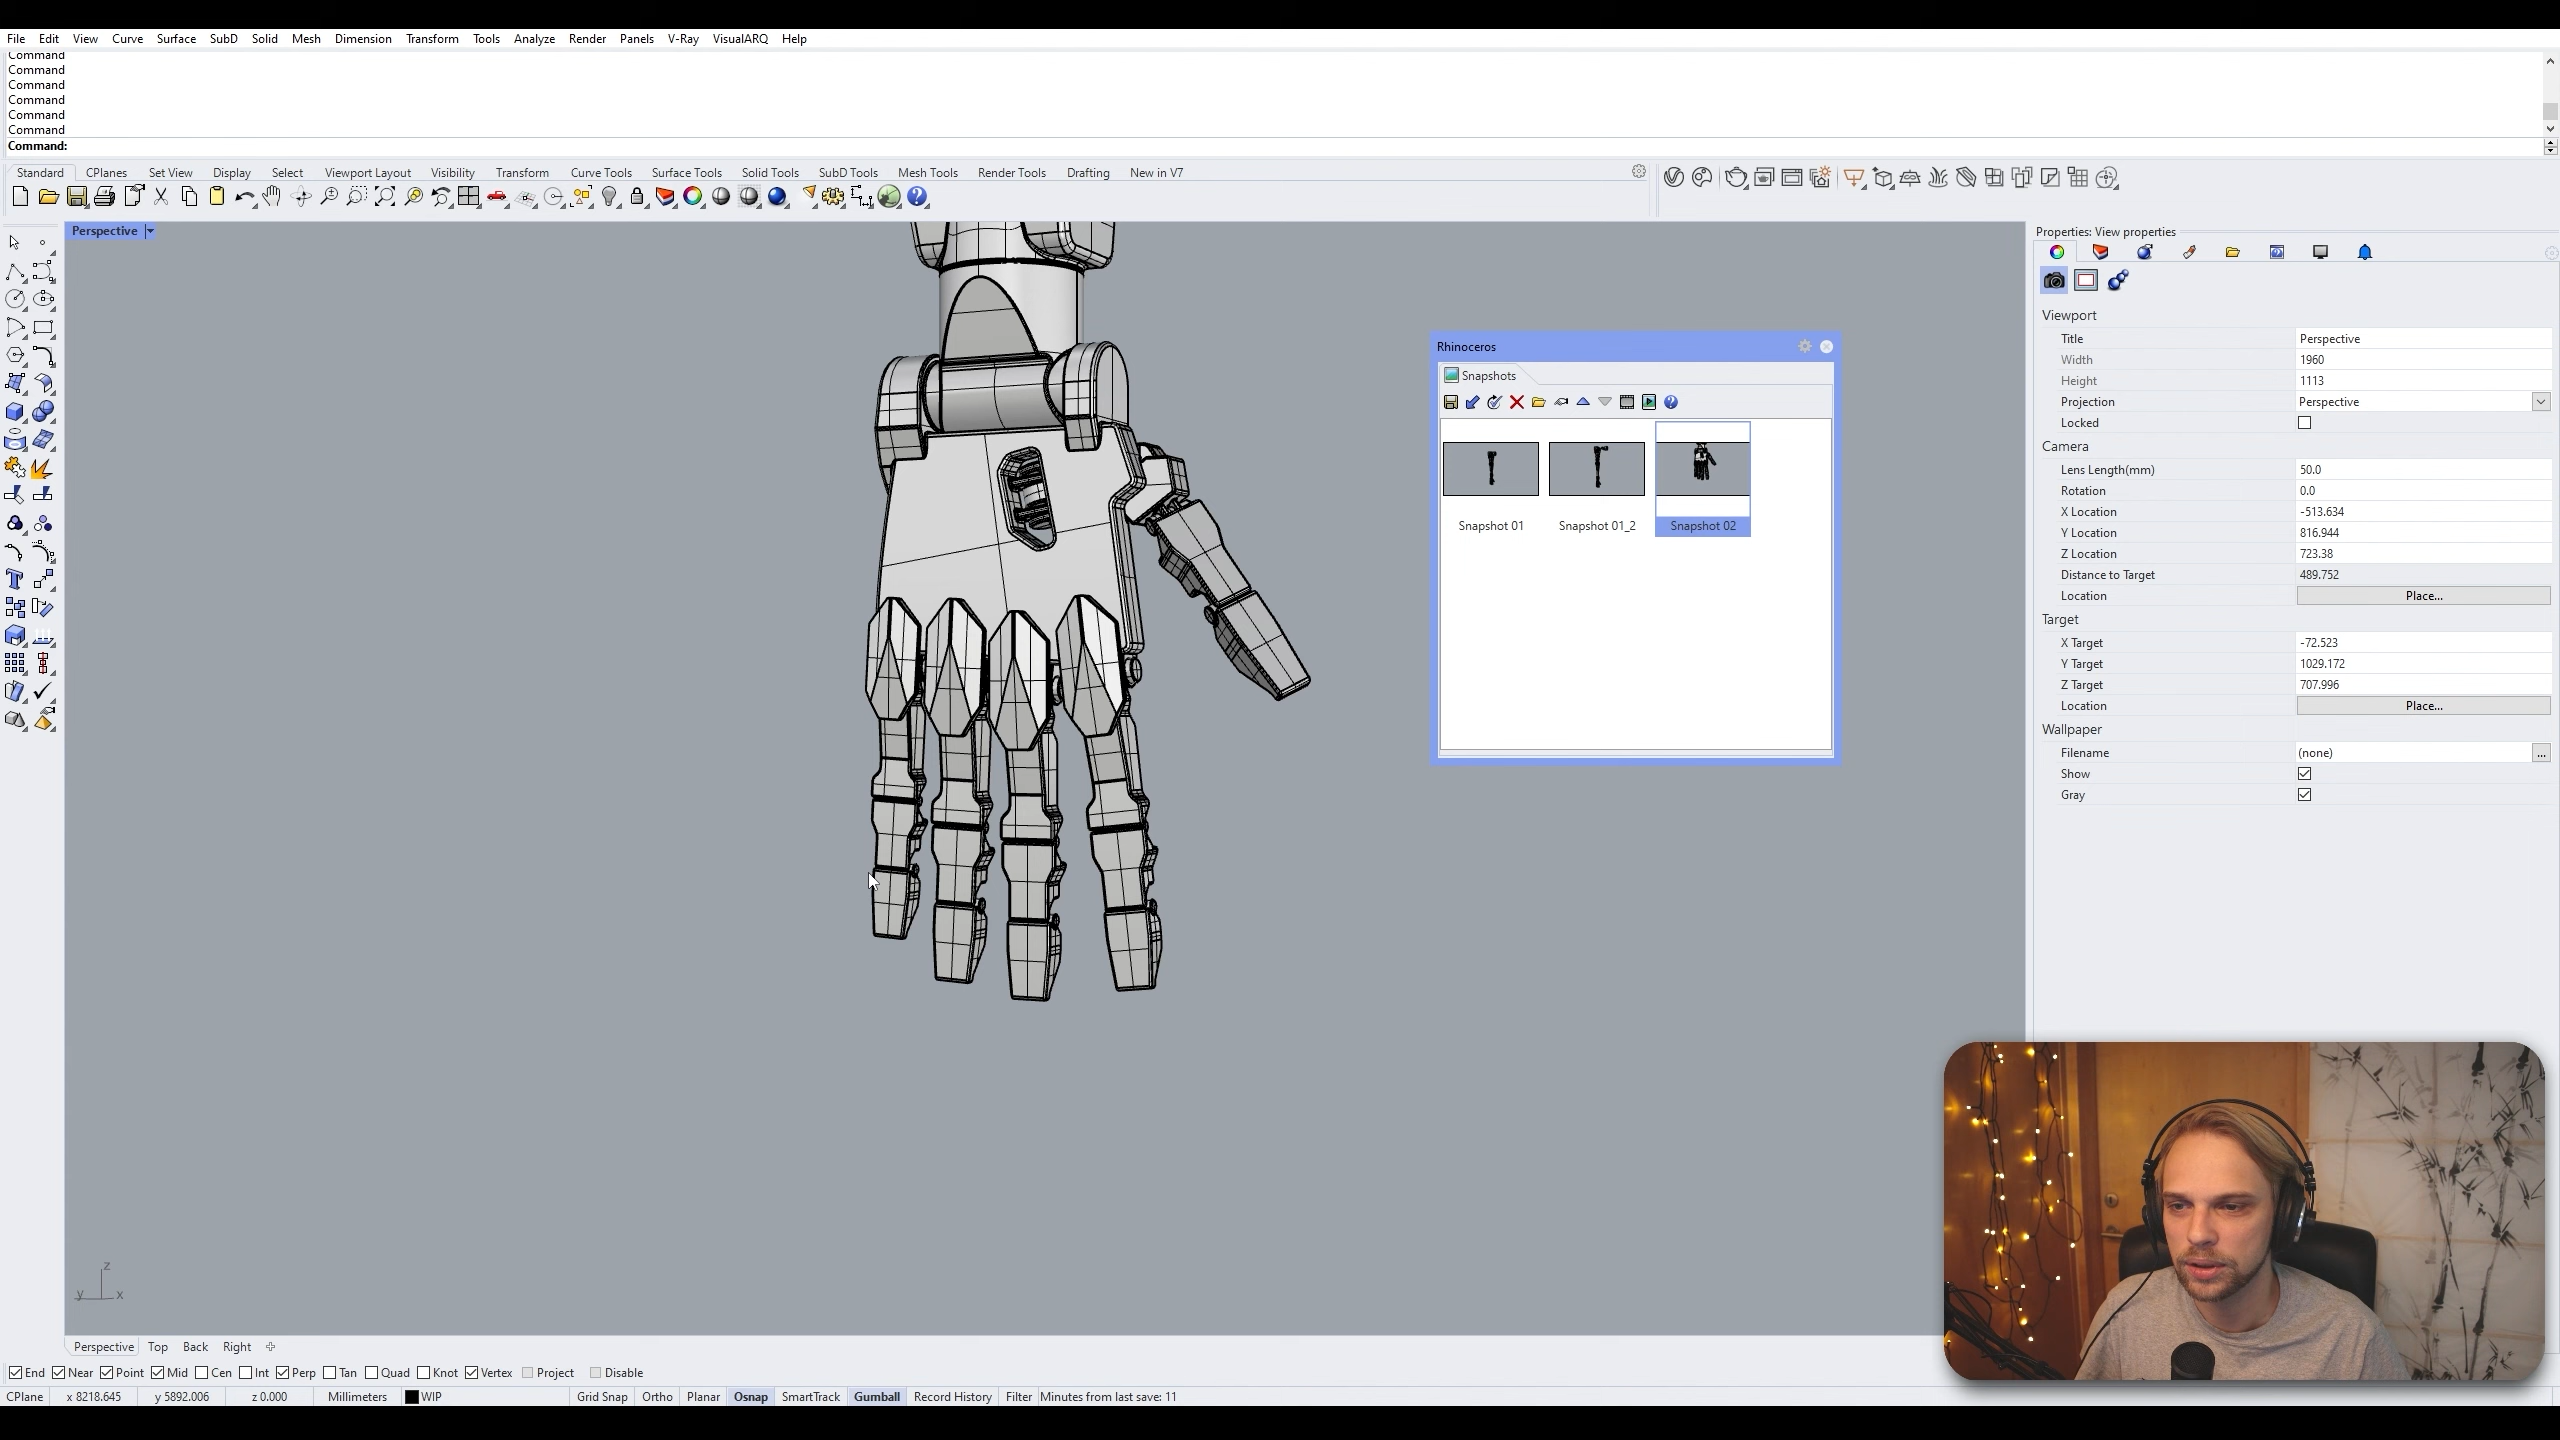 File Edit View Curve Surface SubD Solid Mesh Dimension Transform Tools Analyze Render Panels V-Ray VisualARQ Help
Command
Command
Command
Command
Command
Command
Command:
Standard CPlanes Set View Display Select Viewport Layout Visibility Transform Curve Tools Surface Tools Solid Tools SubD Tools Mesh Tools Render Tools Drafting New in V7
Perspective
Rhinoceros
Snapshots
Snapshot 01 Snapshot 01_2 Snapshot 02
Properties: View properties
Viewport
Title Perspective
Width 1960
Height 1113
Projection Perspective
Locked
Camera
Lens Length(mm) 50.0
Rotation 0.0
X Location -513.634
Y Location 816.944
Z Location 723.38
Distance to Target 489.752
Location Place...
Target
X Target -72.523
Y Target 1029.172
Z Target 707.996
Location Place...
Wallpaper
Filename (none) ...
Show
Gray
z
y x
Perspective Top Back Right
End Near Point Mid Cen Int Perp Tan Quad Knot Vertex Project Disable
CPlane x 8218.645 y 5892.006 z 0.000 Millimeters WIP Grid Snap Ortho Planar Osnap SmartTrack Gumball Record History Filter Minutes from last save: 11